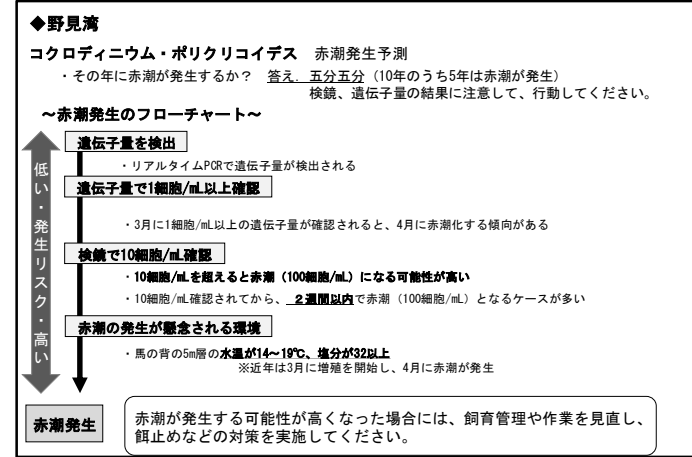 ◆野見湾
コクロディニウム・ポリクリコイデス 赤潮発生予測
・その年に赤潮が発生するか? 答え. 五分五分(10年のうち5年は赤潮が発生)
検鏡、遺伝子量の結果に注意して、行動してください。
~赤潮発生のフローチャート~
遺伝子量を検出
・リアルタイムPCRで遺伝子量が検出される
遺伝子量で1細胞/mL以上確認
・3月に1細胞/mL以上の遺伝子量が確認されると、4月に赤潮化する傾向がある
検鏡で10細胞/mL確認
・10細胞/mLを超えると赤潮(100細胞/mL)になる可能性が高い
・10細胞/mL確認されてから、2週間以内で赤潮(100細胞/mL)となるケースが多い
赤潮の発生が懸念される環境
・馬の背の5m層の水温が14~19℃、塩分が32以上
※近年は3月に増殖を開始し、4月に赤潮が発生
低い・発生リスク・高い
赤潮発生
赤潮が発生する可能性が高くなった場合には、飼育管理や作業を見直し、
餌止めなどの対策を実施してください。